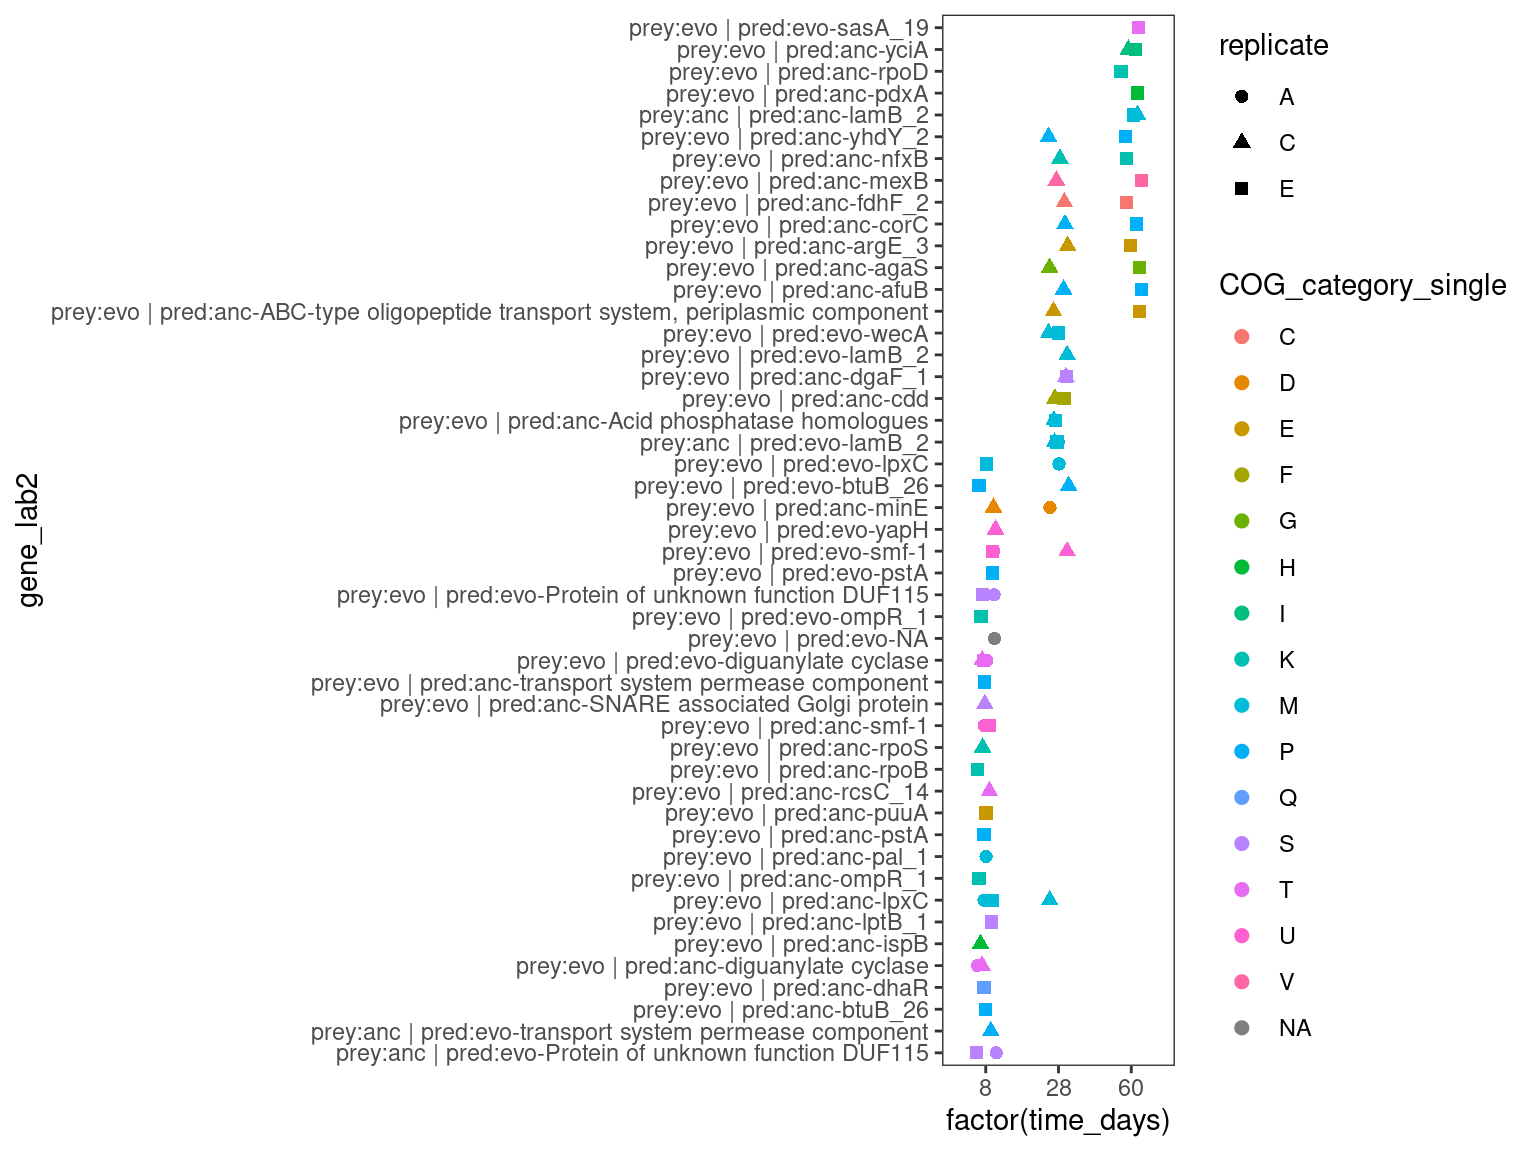 gene_lab2
prey:evo | pred:evo-sasA_19
prey:evo | pred:anc-yciA
prey:evo | pred:anc-rpoD
prey:evo | pred:anc-pdxA
prey:anc | pred:anc-lamB_2
prey:evo | pred:anc-yhdY_2
prey:evo | pred:anc-nfxB
prey:evo | pred:anc-mexB
prey:evo | pred:anc-fdhF_2
prey:evo | pred:anc-corC
prey:evo | pred:anc-argE_3
prey:evo | pred:anc-agaS
prey:evo | pred:anc-afuB
prey:evo | pred:anc-ABC-type oligopeptide transport system, periplasmic component
prey:evo | pred:evo-wecA
prey:evo | pred:evo-lamB_2
prey:evo | pred:anc-dgaF_1
prey:evo | pred:anc-cdd
prey:evo | pred:anc-Acid phosphatase homologues
prey:anc | pred:evo-lamB_2
prey:evo | pred:evo-lpxC
prey:evo | pred:evo-btuB_26
prey:evo | pred:anc-minE
prey:evo | pred:evo-yapH
prey:evo | pred:evo-smf-1
prey:evo | pred:evo-pstA
prey:evo | pred:evo-Protein of unknown function DUF115
prey:evo | pred:evo-ompR_1
prey:evo | pred:evo-NA
prey:evo | pred:evo-diguanylate cyclase
prey:evo | pred:anc-transport system permease component
prey:evo | pred:anc-SNARE associated Golgi protein
prey:evo | pred:anc-smf-1
prey:evo | pred:anc-rpoS
prey:evo | pred:anc-rpoB
prey:evo | pred:anc-rcsC_14
prey:evo | pred:anc-puuA
prey:evo | pred:anc-pstA
prey:evo | pred:anc-pal_1
prey:evo | pred:anc-ompR_1
prey:evo | pred:anc-lpxC
prey:evo | pred:anc-lptB_1
prey:evo | pred:anc-ispB
prey:evo | pred:anc-diguanylate cyclase
prey:evo | pred:anc-dhaR
prey:evo | pred:anc-btuB_26
prey:anc | pred:evo-transport system permease component
prey:anc | pred:evo-Protein of unknown function DUF115
8 28 60
factor(time_days)
replicate
A
C
E
COG_category_single
C
D
E
F
G
H
I
K
M
P
Q
S
T
U
V
NA